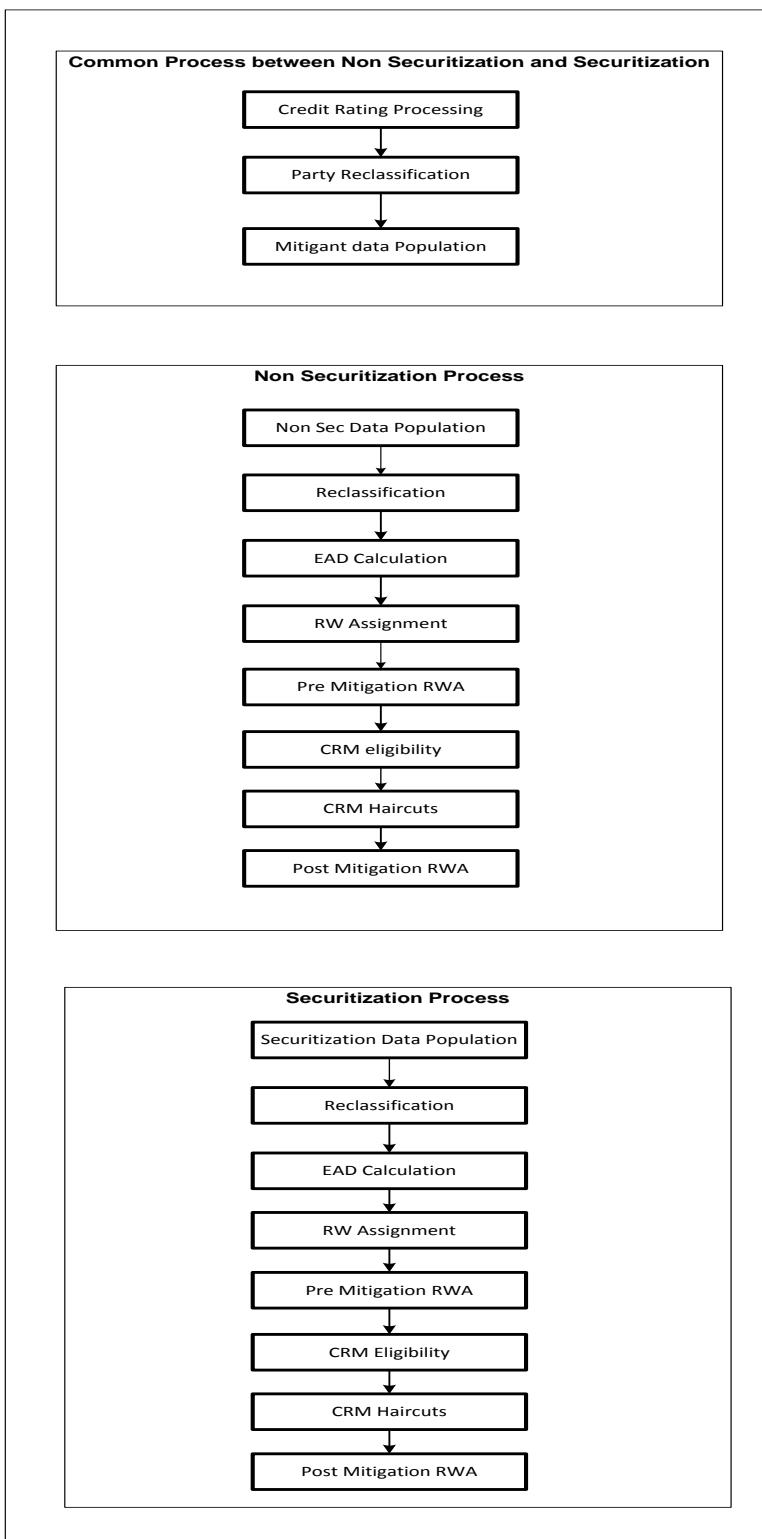 Common Process between Non Securitization and Securitization
Credit Rating Processing
Party Reclassification
Mitigant data Population
Non Securitization Process
Non Sec Data Population
Reclassification
EAD Calculation
RW Assignment
Pre Mitigation RWA
CRM eligibility
CRM Haircuts
Post Mitigation RWA
Securitization Process
Securitization Data Population
Reclassification
EAD Calculation
RW Assignment
Pre Mitigation RWA
CRM Eligibility
CRM Haircuts
Post Mitigation RWA